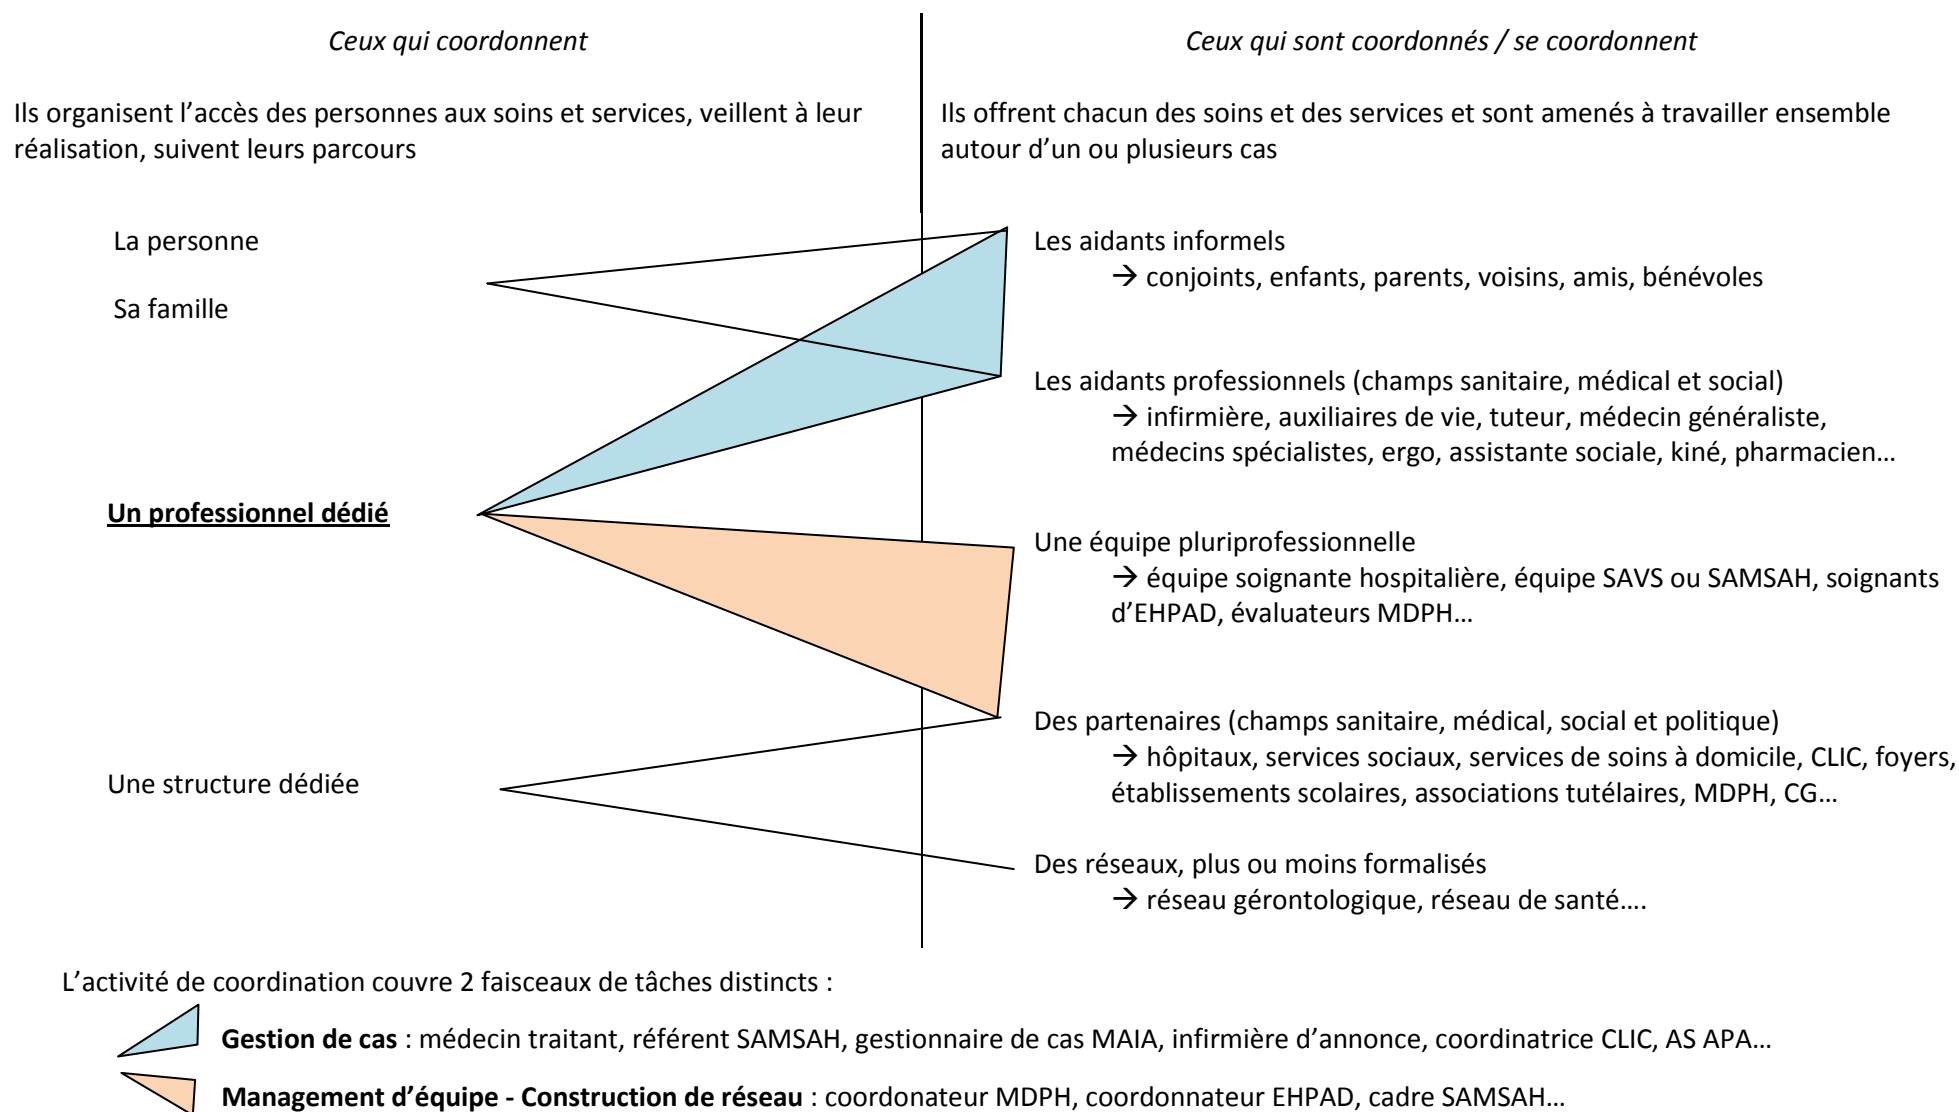 Ceux qui coordonnent
Ceux qui sont coordonnés / se coordonnent
Ils organisent l’accès des personnes aux soins et services, veillent à leur
réalisation, suivent leurs parcours
Ils offrent chacun des soins et des services et sont amenés à travailler ensemble
autour d’un ou plusieurs cas
La personne
Sa famille
Un professionnel dédié
Une structure dédiée
Les aidants informels
→ conjoints, enfants, parents, voisins, amis, bénévoles
Les aidants professionnels (champs sanitaire, médical et social)
→ infirmière, auxiliaires de vie, tuteur, médecin généraliste,
médecins spécialistes, ergo, assistante sociale, kiné, pharmacien…
Une équipe pluriprofessionnelle
→ équipe soignante hospitalière, équipe SAVS ou SAMSAH, soignants
d’EHPAD, évaluateurs MDPH…
Des partenaires (champs sanitaire, médical, social et politique)
→ hôpitaux, services sociaux, services de soins à domicile, CLIC, foyers,
établissements scolaires, associations tutélaires, MDPH, CG…
Des réseaux, plus ou moins formalisés
→ réseau gérontologique, réseau de santé….
L’activité de coordination couvre 2 faisceaux de tâches distincts :
Gestion de cas : médecin traitant, référent SAMSAH, gestionnaire de cas MAIA, infirmière d’annonce, coordinatrice CLIC, AS APA…
Management d’équipe - Construction de réseau : coordonateur MDPH, coordonnateur EHPAD, cadre SAMSAH…